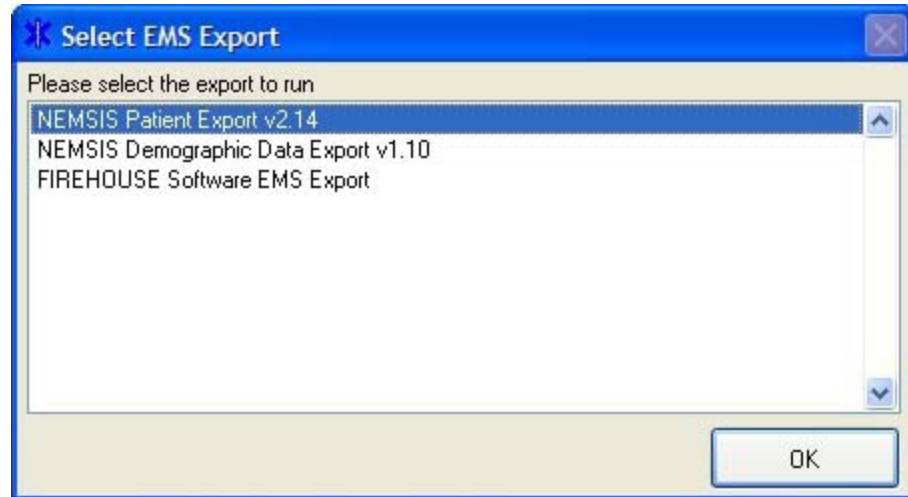 Select EMS Export
Please select the export to run
NEMSIS Patient Export v2.14
NEMSIS Demographic Data Export v1.10
FIREHOUSE Software EMS Export
OK